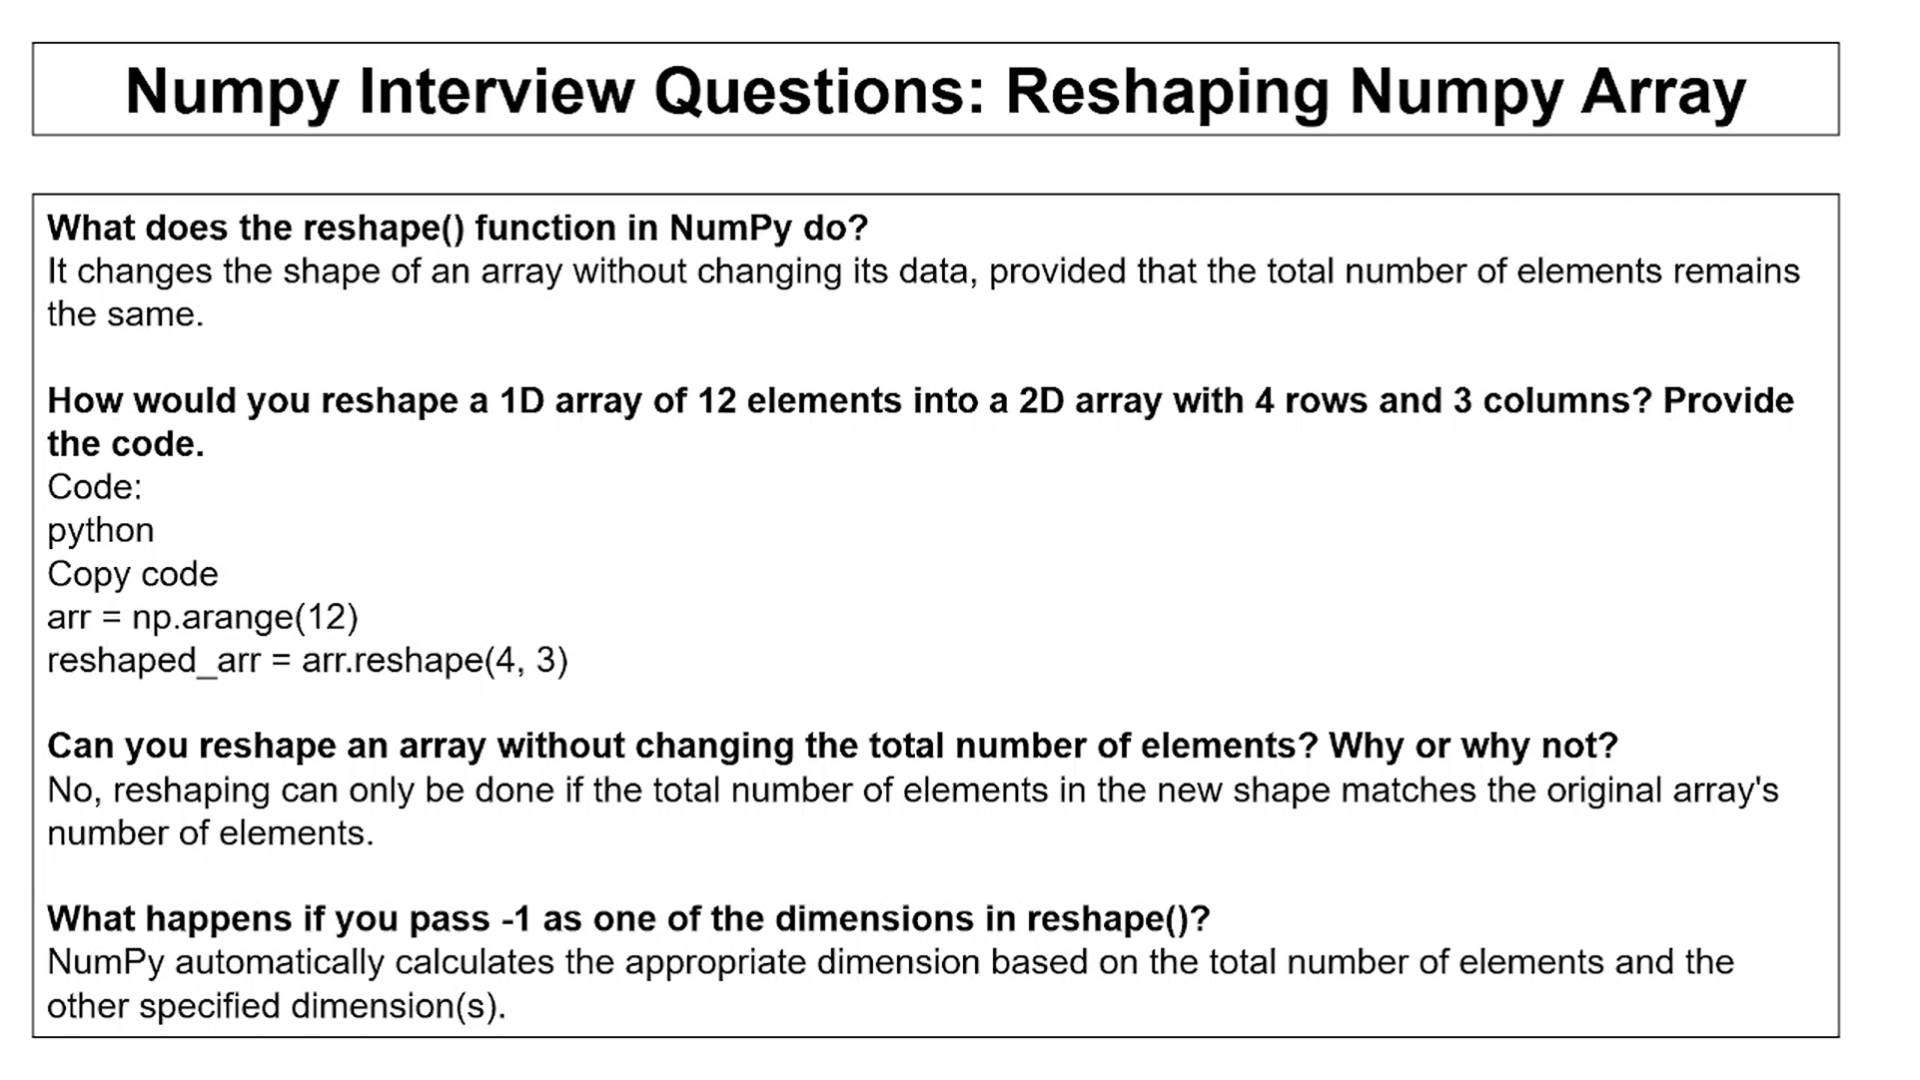 Numpy Interview Questions: Reshaping Numpy Array
What does the reshape() function in NumPy do?
It changes the shape of an array without changing its data, provided that the total number of elements remains
the same.
How would you reshape a 1D array of 12 elements into a 2D array with 4 rows and 3 columns? Provide
the code.
Code:
python
Copy code
arr = np.arange(12)
reshaped_arr = arr.reshape(4, 3)
Can you reshape an array without changing the total number of elements? Why or why not?
No, reshaping can only be done if the total number of elements in the new shape matches the original array's
number of elements.
What happens if you pass -1 as one of the dimensions in reshape()?
NumPy automatically calculates the appropriate dimension based on the total number of elements and the
other specified dimension(s).